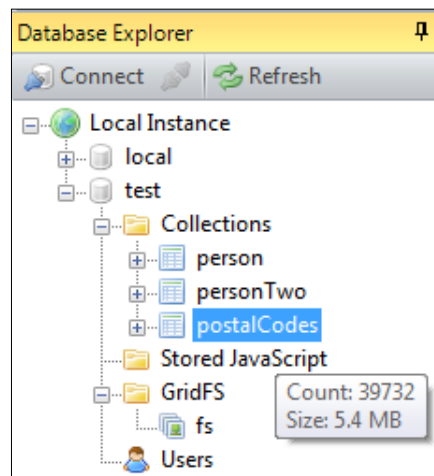 Database Explorer
Connect Refresh
Local Instance
local
test
Collections
person
personTwo
postalCodes
Stored JavaScript
GridFS
Count: 39732
Size: 5.4 MB
fs
Users